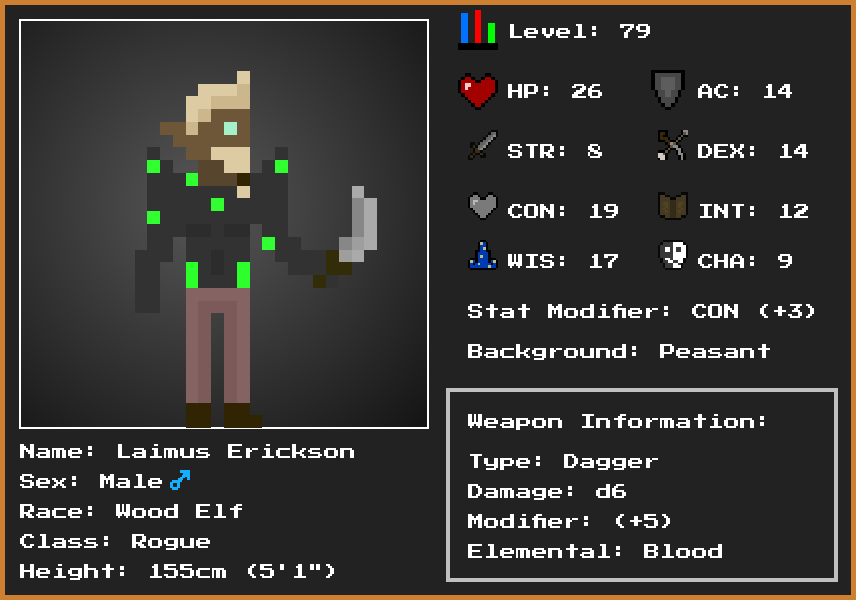 Level: 79
HP: 26 AC: 14
STR: 8 DEX: 14
CON: 19 INT: 12
WIS: 17 CHA: 9
Stat Modifier: CON (+3)
Background: Peasant
Weapon Information:
Type: Dagger
Damage: d6
Modifier: (+5)
Elemental: Blood
Name: Laimus Erickson
Sex: Male♂
Race: Wood Elf
Class: Rogue
Height: 155cm (5'1")